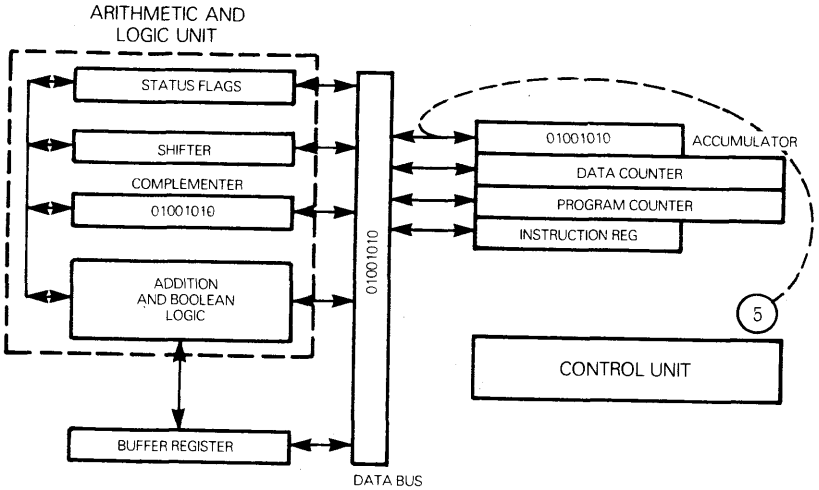 ARITHMETIC AND
LOGIC UNIT
STATUS FLAGS
SHIFTER
COMPLEMENTER
01001010
ADDITION
AND BOOLEAN
LOGIC
BUFFER REGISTER
01001010
DATA BUS
01001010
ACCUMULATOR
DATA COUNTER
PROGRAM COUNTER
INSTRUCTION REG
5
CONTROL UNIT